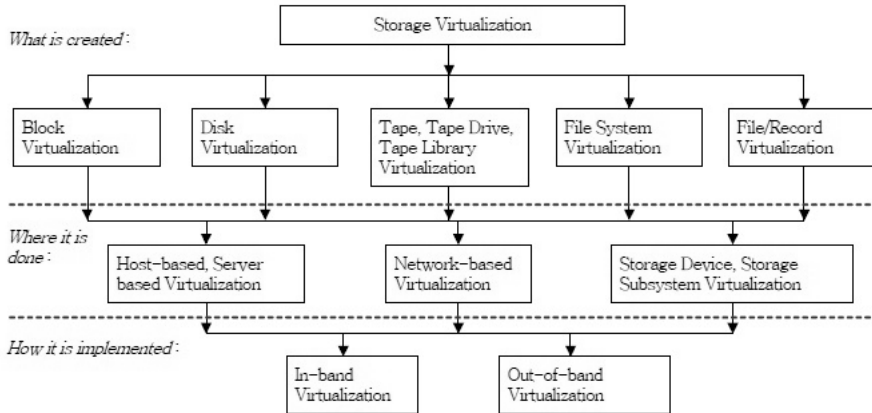 Storage Virtualization
What is created :
Block
Virtualization
Disk
Virtualization
Tape, Tape Drive,
Tape Library
Virtualization
File System
Virtualization
File/Record
Virtualization
Where it is
done :
Host-based, Server
based Virtualization
Network-based
Virtualization
Storage Device, Storage
Subsystem Virtualization
How it is implemented :
In-band
Virtualization
Out-of-band
Virtualization